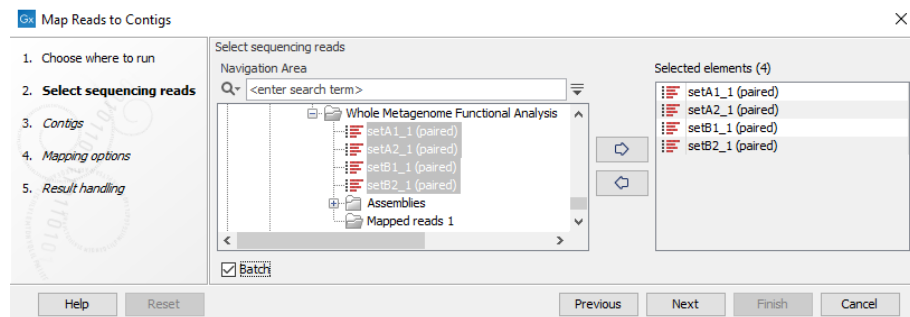 Gx Map Reads to Contigs
1. Choose where to run
2. Select sequencing reads
3. Contigs
4. Mapping options
5. Result handling
Select sequencing reads
Navigation Area
<enter search term>
Whole Metagenome Functional Analysis
setA1_1 (paired)
setA2_1 (paired)
setB1_1 (paired)
setB2_1 (paired)
Assemblies
Mapped reads 1
Batch
Selected elements (4)
setA1_1 (paired)
setA2_1 (paired)
setB1_1 (paired)
setB2_1 (paired)
Help Reset Previous Next Finish Cancel